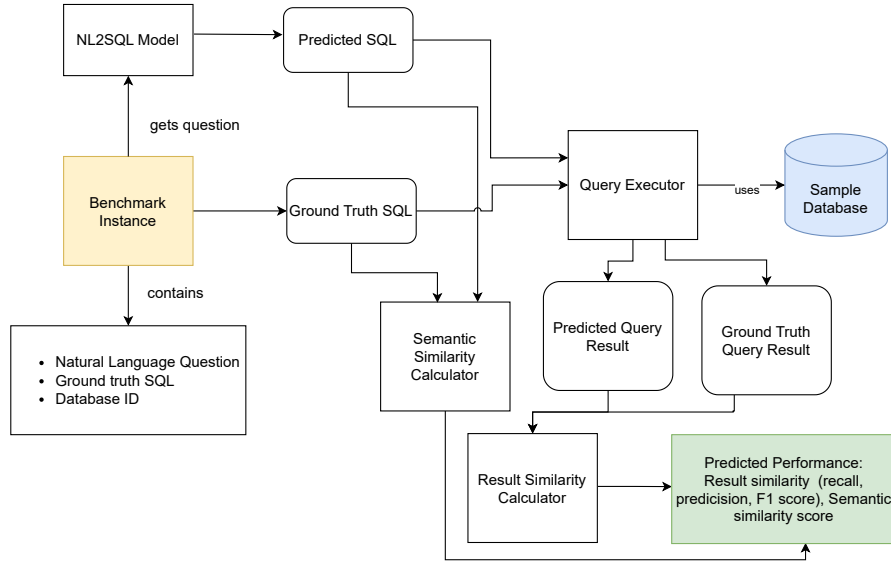 NL2SQL Model
Predicted SQL
gets question
Benchmark
Instance
Ground Truth SQL
Query Executor
uses
Sample
Database
contains
• Natural Language Question
• Ground truth SQL
• Database ID
Semantic
Similarity
Calculator
Predicted Query
Result
Ground Truth
Query Result
Result Similarity
Calculator
Predicted Performance:
Result similarity (recall,
predicision, F1 score), Semantic
similarity score